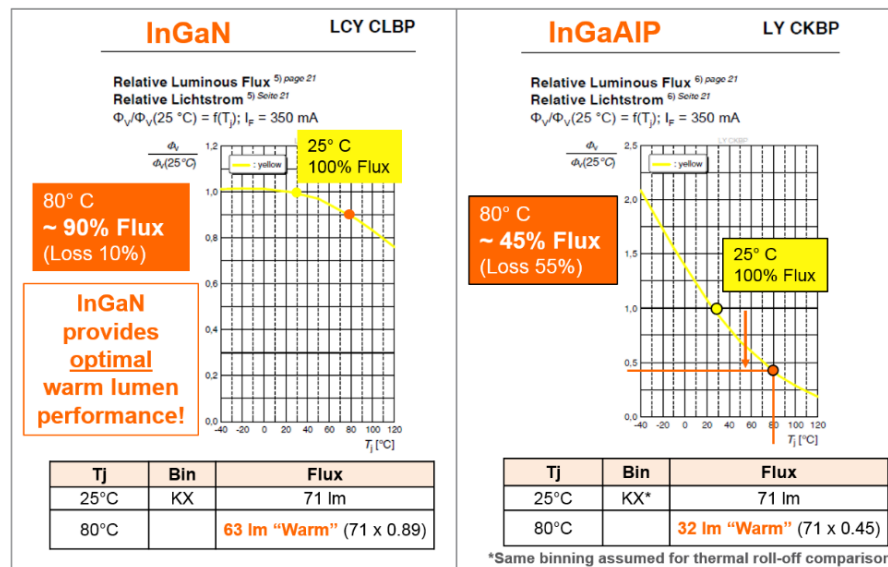 InGaN
LCY CLBP
Relative Luminous Flux 5) page 21
Relative Lichtstrom 5) Seite 21
ΦV/ΦV(25 °C) = f(Tj); IF = 350 mA
ΦV
ΦV(25°C)
: yellow
25° C
100% Flux
80° C
~ 90% Flux
(Loss 10%)
InGaN
provides
optimal
warm lumen
performance!
1,2
1,0
0,8
0,6
0,4
0,2
0,0
-40 -20 0 20 40 60 80 100 120
Tj [°C]
Tj Bin Flux
25°C KX 71 lm
80°C 63 lm “Warm” (71 x 0.89)
InGaAlP
LY CKBP
Relative Luminous Flux 6) page 21
Relative Lichtstrom 6) Seite 21
ΦV/ΦV(25 °C) = f(Tj); IF = 350 mA
LY CKBP
ΦV
ΦV(25°C)
: yellow
80° C
~ 45% Flux
(Loss 55%)
25° C
100% Flux
2,5
2,0
1,5
1,0
0,5
0,0
-40 -20 0 20 40 60 80 100 120
Tj [°C]
Tj Bin Flux
25°C KX* 71 lm
80°C 32 lm “Warm” (71 x 0.45)
*Same binning assumed for thermal roll-off comparison